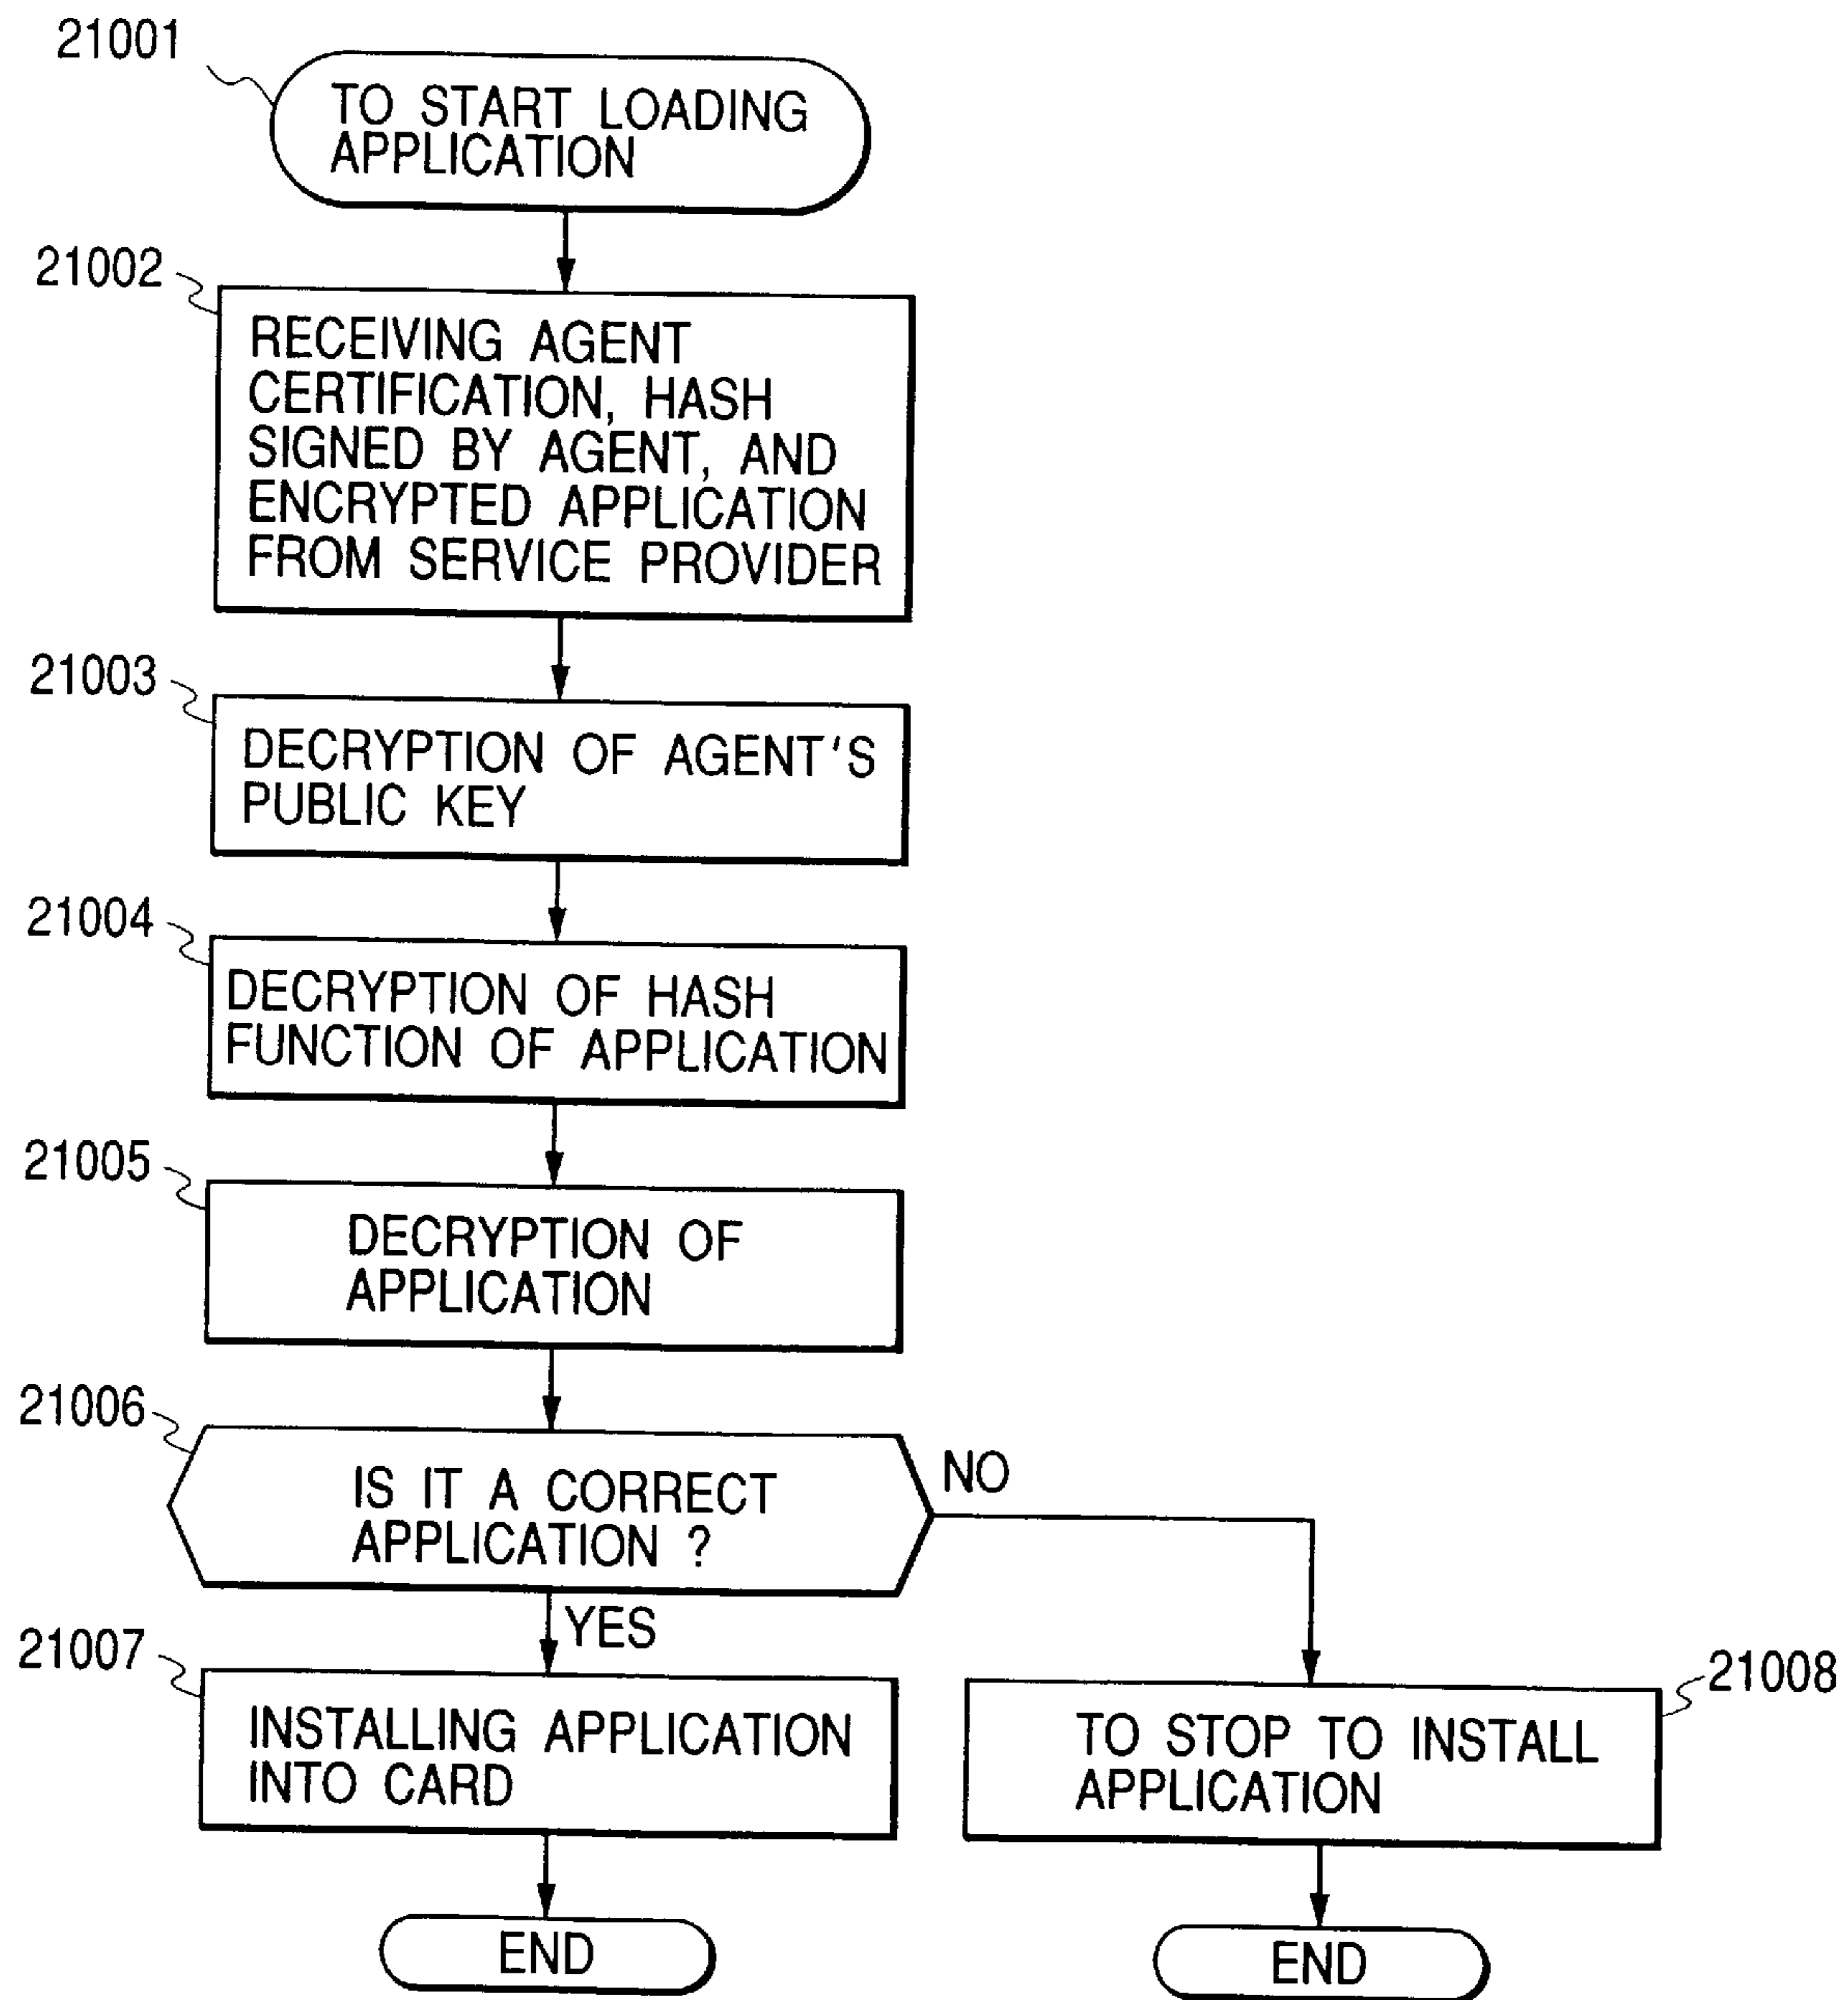 21001
TO START LOADING
APPLICATION
21002
RECEIVING AGENT
CERTIFICATION, HASH
SIGNED BY AGENT, AND
ENCRYPTED APPLICATION
FROM SERVICE PROVIDER
21003
DECRYPTION OF AGENT'S
PUBLIC KEY
21004
DECRYPTION OF HASH
FUNCTION OF APPLICATION
21005
DECRYPTION OF
APPLICATION
21006
IS IT A CORRECT
APPLICATION ?
NO
YES
21007
INSTALLING APPLICATION
INTO CARD
21008
TO STOP TO INSTALL
APPLICATION
END
END